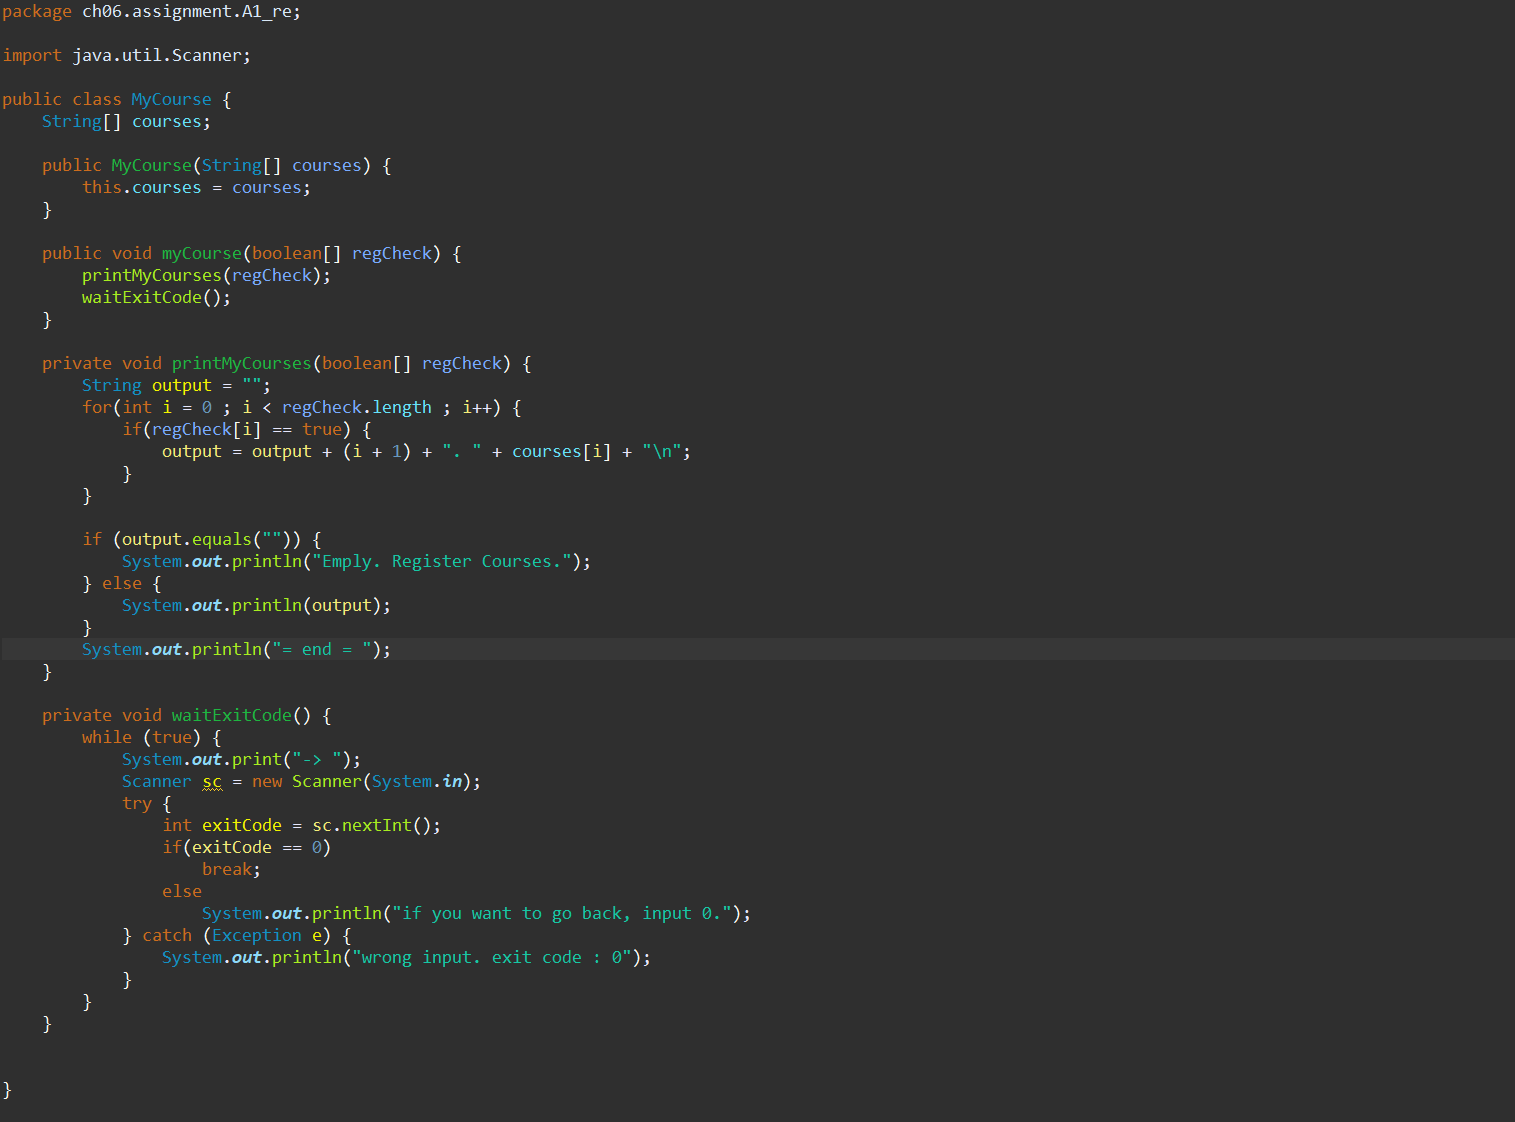 package ch06.assignment.A1_re;
import java.util.Scanner;
public class MyCourse {
    String[] courses;
    public MyCourse(String[] courses) {
        this.courses = courses;
    }
    public void myCourse(boolean[] regCheck) {
        printMyCourses(regCheck);
        waitExitCode();
    }
    private void printMyCourses(boolean[] regCheck) {
        String output = "";
        for(int i = 0 ; i < regCheck.length ; i++) {
            if(regCheck[i] == true) {
                output = output + (i + 1) + ". " + courses[i] + "\n";
            }
        }
        if (output.equals("")) {
            System.out.println("Emply. Register Courses.");
        } else {
            System.out.println(output);
        }
        System.out.println("= end = ");
    }
    private void waitExitCode() {
        while (true) {
            System.out.print("-> ");
            Scanner sc = new Scanner(System.in);
            try {
                int exitCode = sc.nextInt();
                if(exitCode == 0)
                    break;
                else
                    System.out.println("if you want to go back, input 0.");
            } catch (Exception e) {
                System.out.println("wrong input. exit code : 0");
            }
        }
    }
}